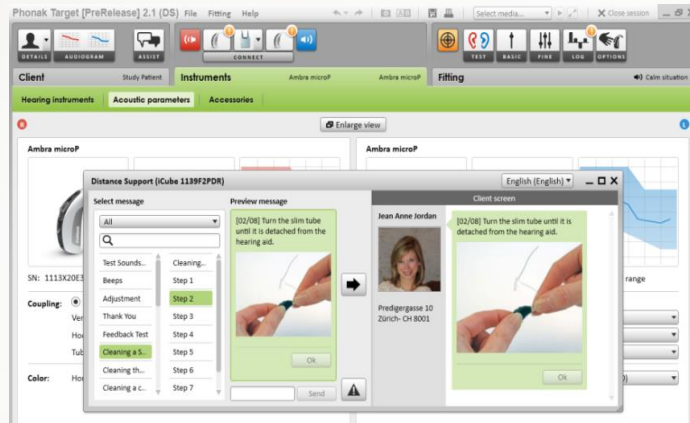 Phonak Target [PreRelease] 2.1 (DS) File Fitting Help
Select media...
Close session
DETAILS
AUDIOGRAM
ASSIST
CONNECT
TEST
BASIC
FINE
LOG
OPTIONS
Client
Study Patient
Instruments
Ambra microP
Ambra microP
Fitting
Calm situation
Hearing instruments
Acoustic parameters
Accessories
R
Enlarge view
L
Ambra microP
Ambra microP
Distance Support (iCube 1139F2PDR)
English (English)
Select message
Preview message
Client screen
All
[02/08] Turn the slim tube
until it is detached from the
hearing aid.
Jean Anne Jordan
[02/08] Turn the slim tube until it is
detached from the hearing aid.
Test Sounds..
Cleaning..
Beeps
Step 1
Adjustment
Step 2
Thank You
Step 3
Feedback Test
Step 4
Cleaning a S..
Step 5
Cleaning th..
Step 6
Cleaning a c..
Step 7
Predigergasse 10
Zürich- CH 8001
Ok
Ok
Send
SN: 1113X20E3
range
Coupling:
Ver
Hou
Tub
Color:
Hou